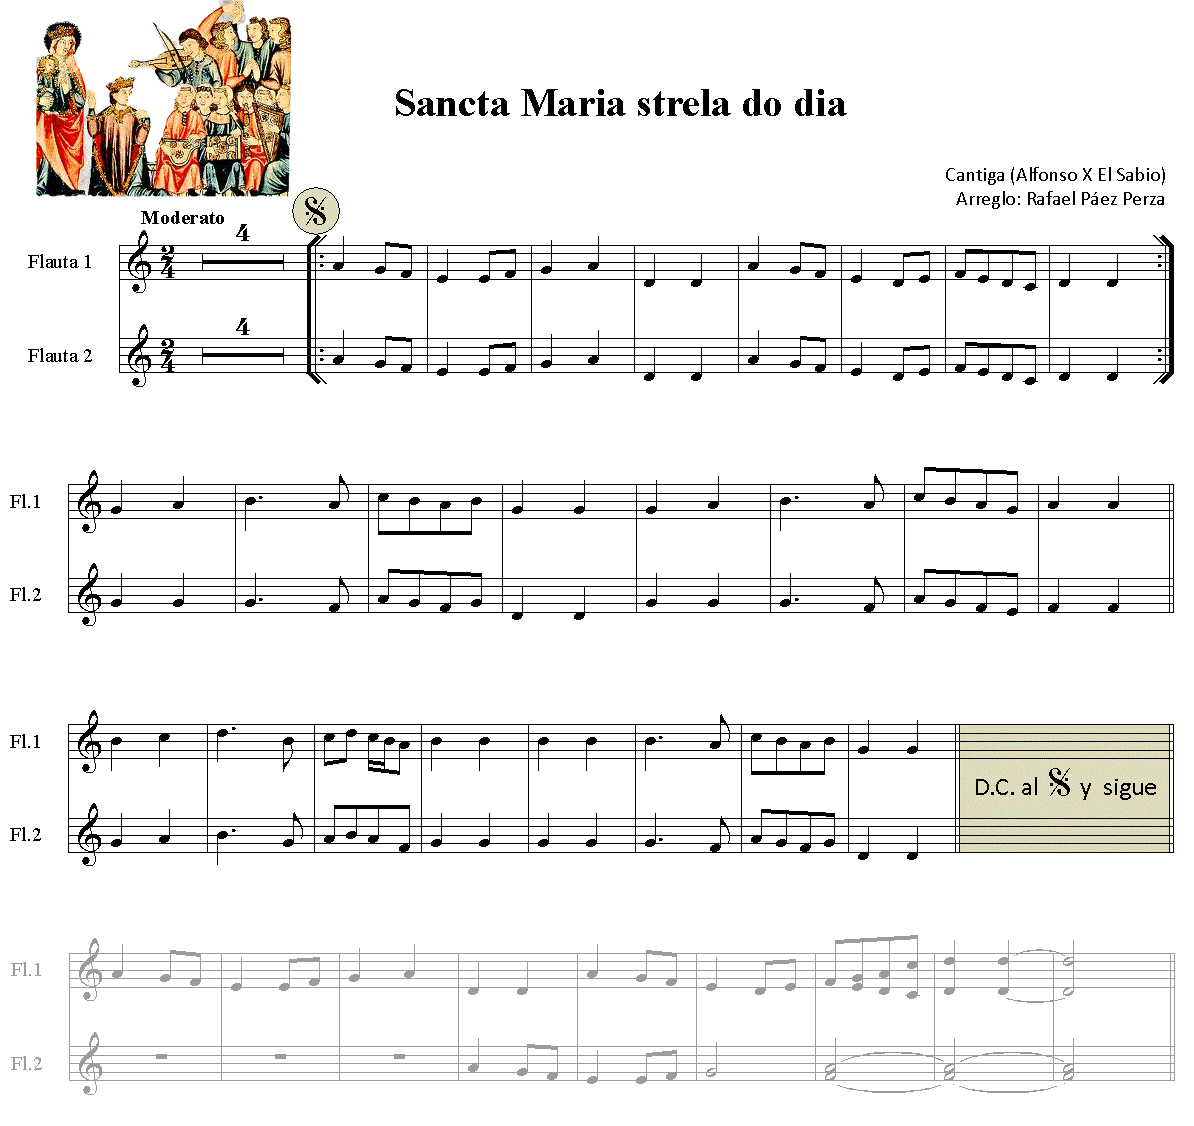 Sancta Maria strela do dia
Cantiga (Alfonso X El Sabio)
Arreglo: Rafael Páez Perza
Moderato
4
Flauta 1
2
4
4
Flauta 2
2
4
Fl.1
Fl.2
Fl.1
D.C. al y sigue
Fl.2
Fl.1
Fl.2